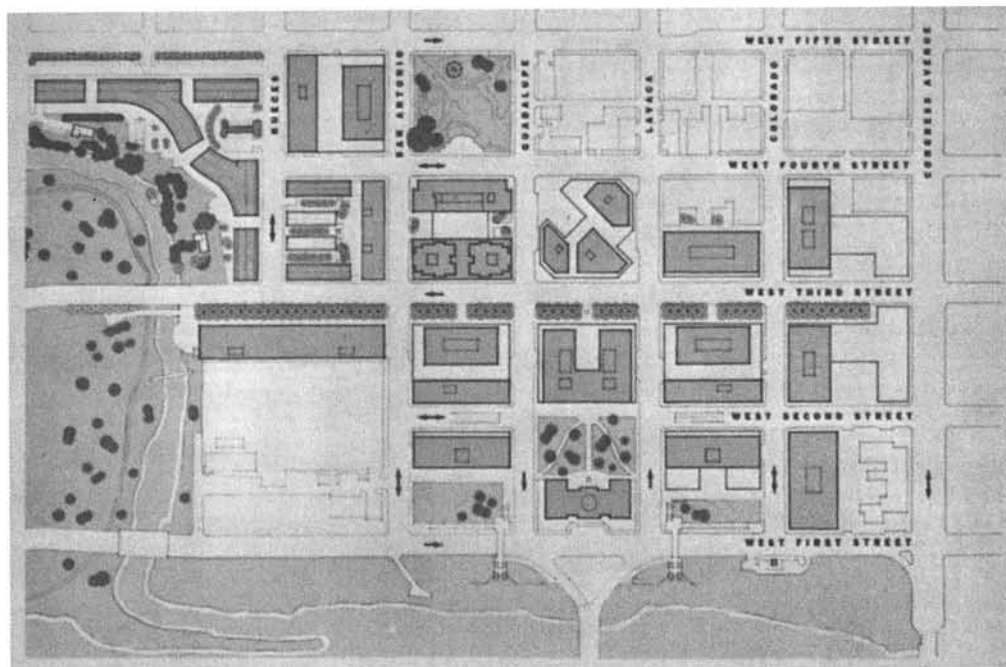 WEST FIFTH STREET
NUECES
SAN ANTONIO
GUADALUPE
LAVACA
COLORADO
CONGRESS AVENUE
WEST FOURTH STREET
WEST THIRD STREET
WEST SECOND STREET
WEST FIRST STREET